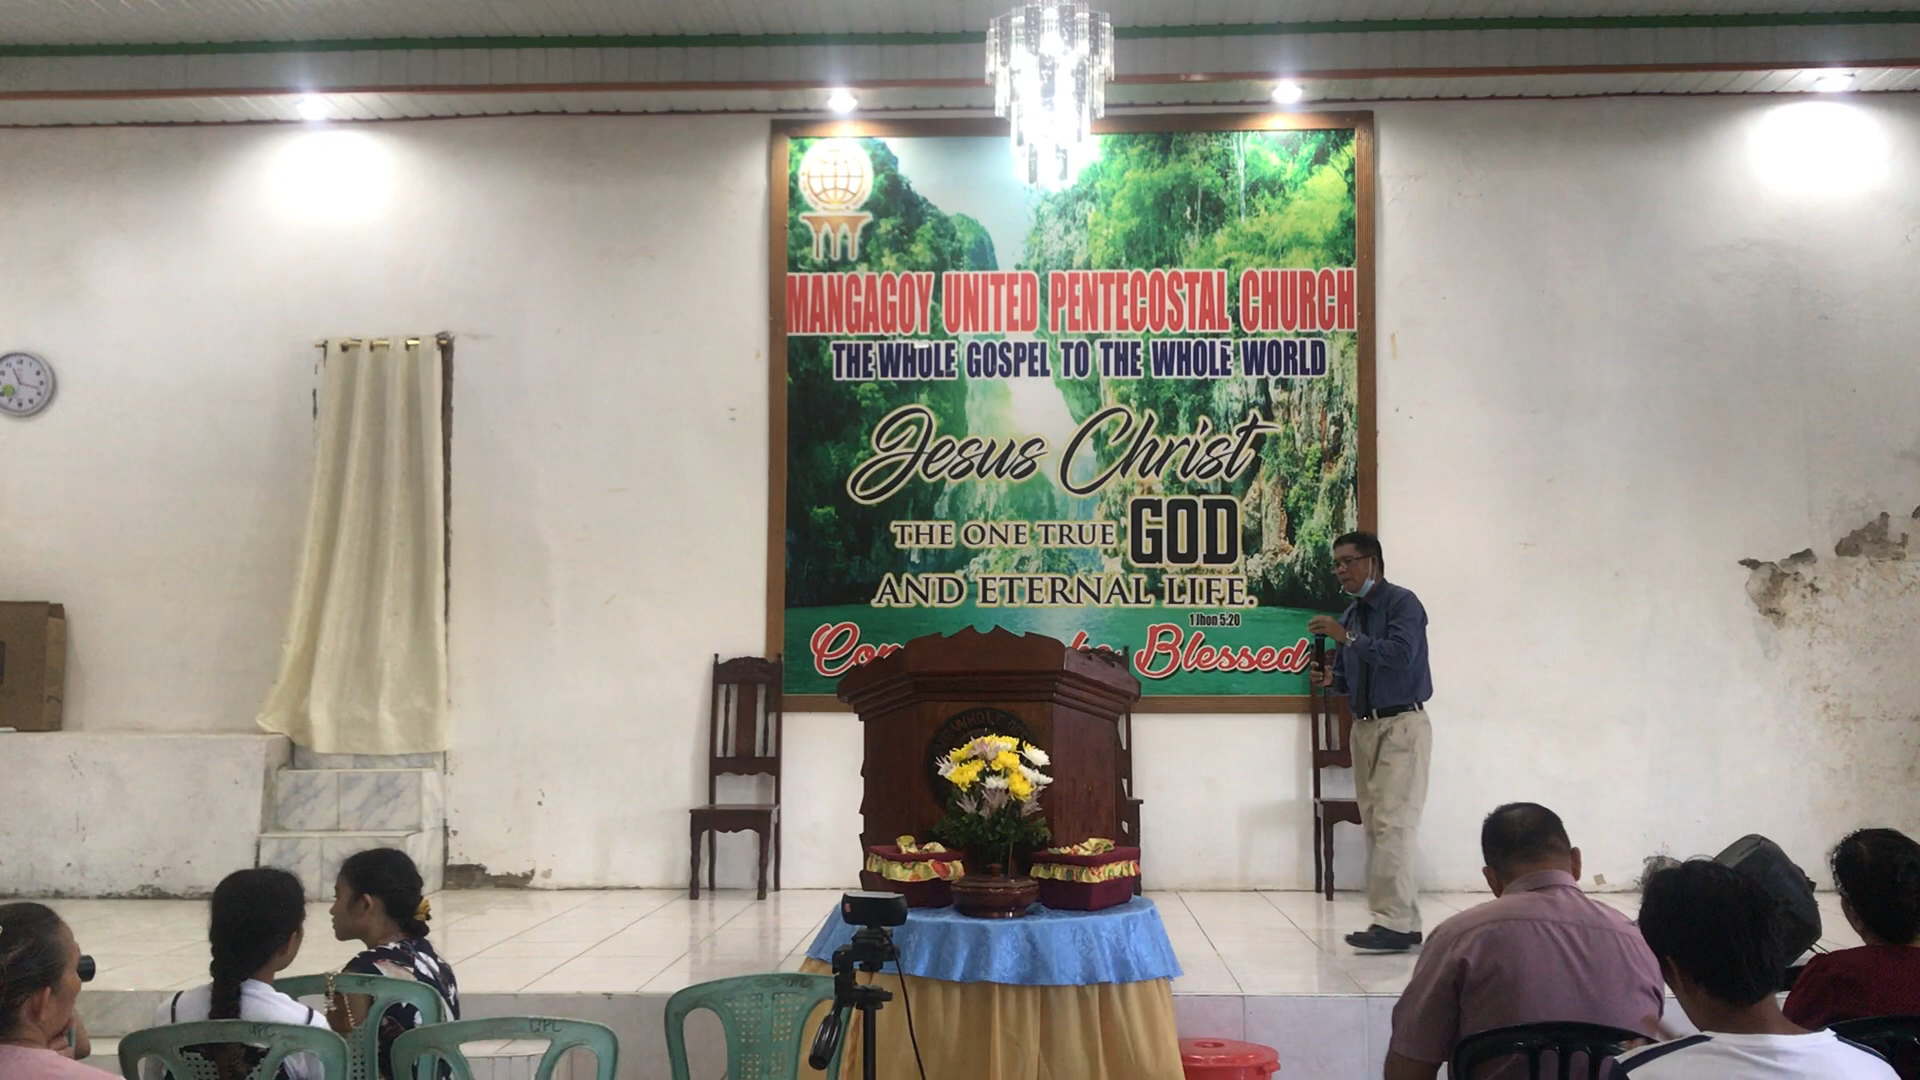 MANGAGOY UNITED PENTECOSTAL CHURCH
THE WHOLE GOSPEL TO THE WHOLE WORLD
Jesus Christ
THE ONE TRUE GOD
AND ETERNAL LIFE.
1 Jhon 5:20
Blessed
UPC